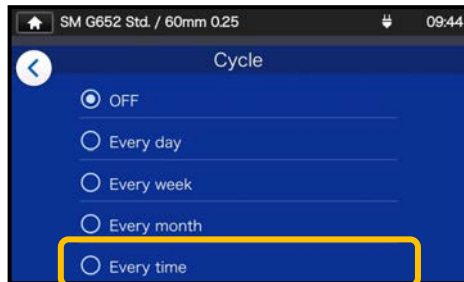 SM G652 Std. / 60mm 0.25 09:44
Cycle
OFF
Every day
Every week
Every month
Every time